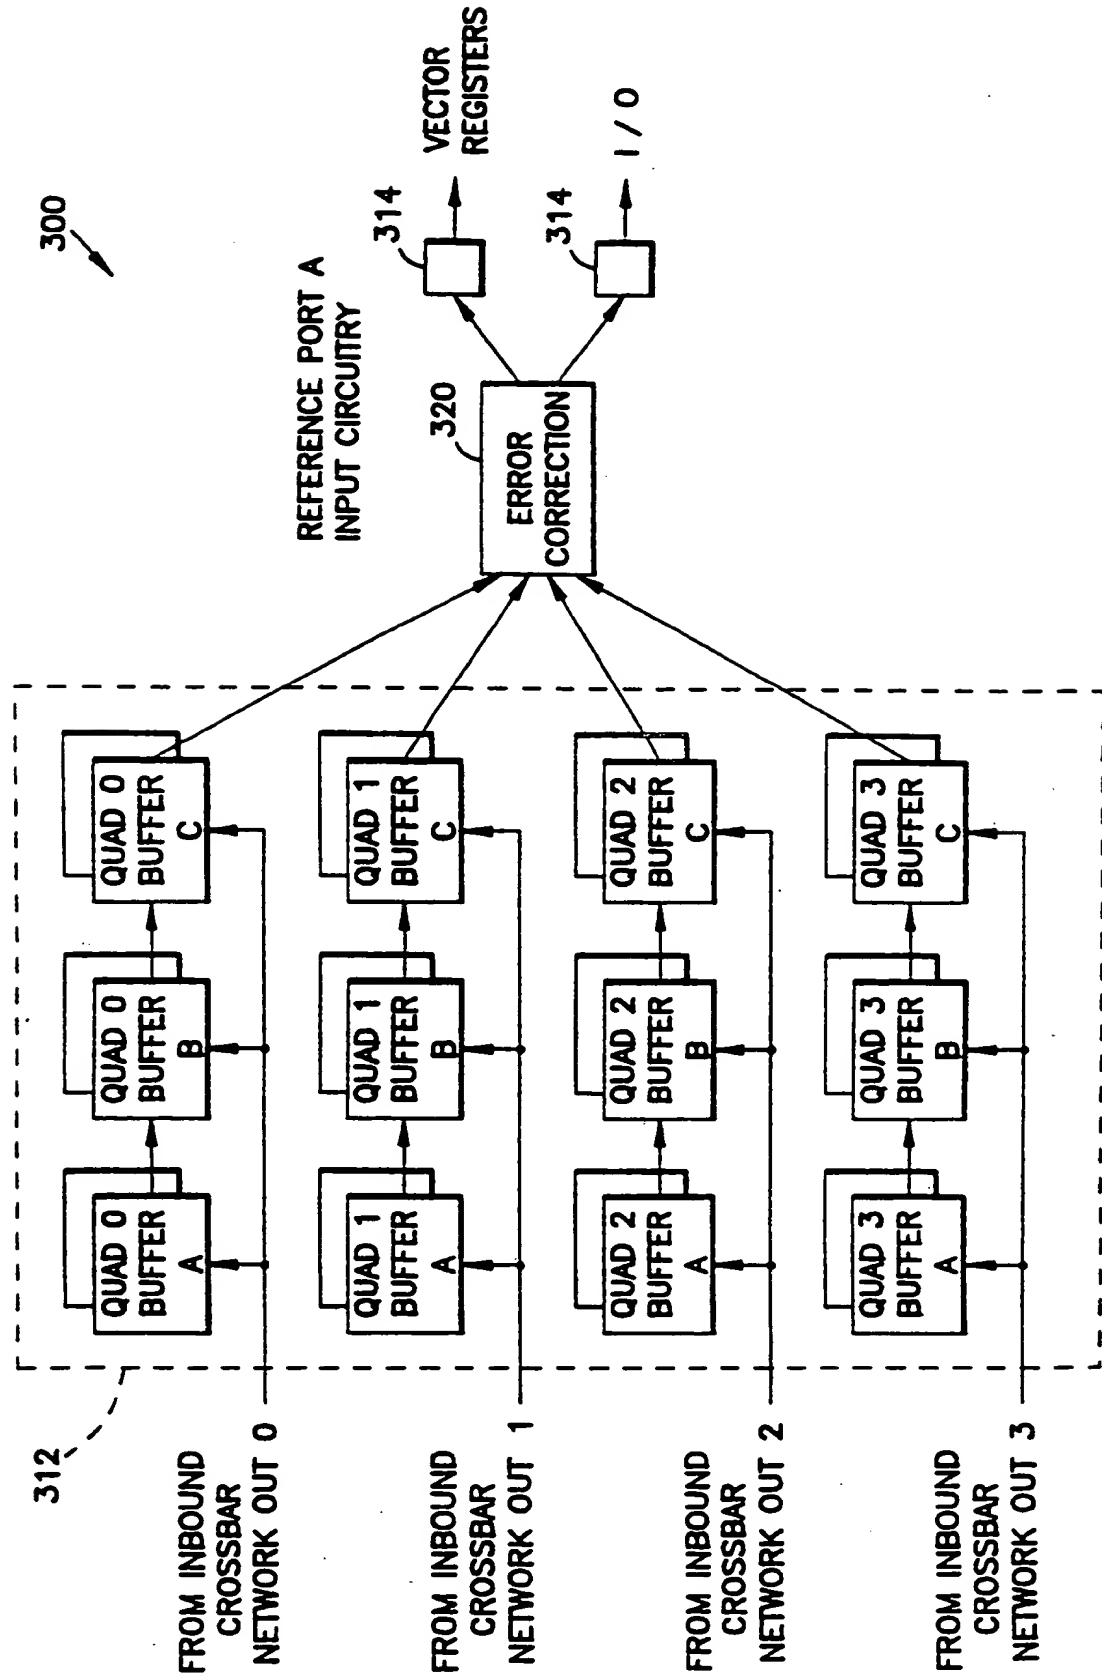 300
REFERENCE PORT A
INPUT CIRCUITRY
312
QUAD 0
BUFFER
A
QUAD 0
BUFFER
B
QUAD 0
BUFFER
C
FROM INBOUND
CROSSBAR
NETWORK OUT 0
QUAD 1
BUFFER
A
QUAD 1
BUFFER
B
QUAD 1
BUFFER
C
FROM INBOUND
CROSSBAR
NETWORK OUT 1
QUAD 2
BUFFER
A
QUAD 2
BUFFER
B
QUAD 2
BUFFER
C
FROM INBOUND
CROSSBAR
NETWORK OUT 2
QUAD 3
BUFFER
A
QUAD 3
BUFFER
B
QUAD 3
BUFFER
C
FROM INBOUND
CROSSBAR
NETWORK OUT 3
320
ERROR
CORRECTION
314
VECTOR
REGISTERS
314
I / O